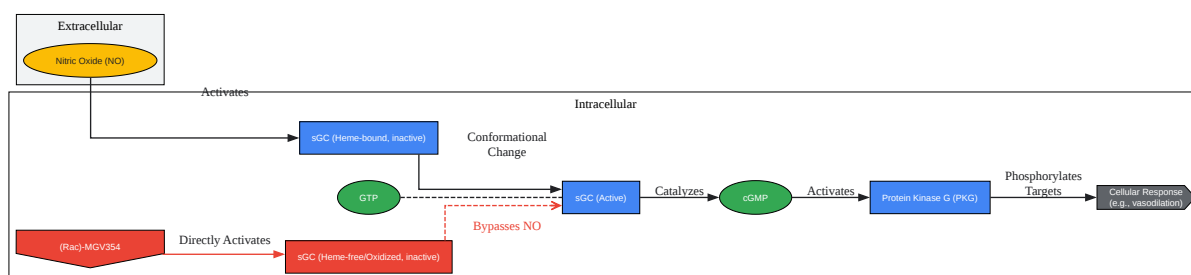 Extracellular
Nitric Oxide (NO)
Activates
Intracellular
sGC (Heme-bound, inactive)
Conformational
Change
GTP
sGC (Active)
Catalyzes
cGMP
Activates
Protein Kinase G (PKG)
Phosphorylates
Targets
Cellular Response
(e.g., vasodilation)
Bypasses NO
(Rac)-MGV354
Directly Activates
sGC (Heme-free/Oxidized, inactive)